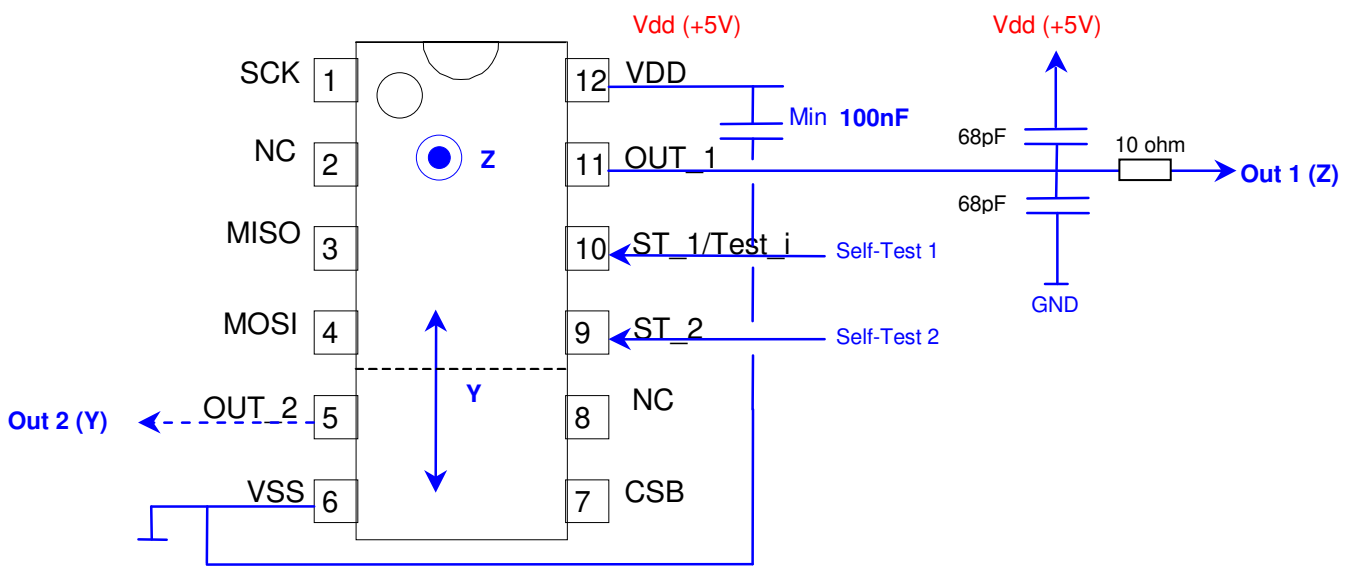 Vdd (+5V)
Vdd (+5V)
SCK 1
12 VDD
Min 100nF
68pF
10 ohm
NC 2
Z
11 OUT_1
Out 1 (Z)
68pF
MISO 3
10 ST_1/Test_i
Self-Test 1
GND
MOSI 4
9 ST_2
Self-Test 2
Y
Out 2 (Y)
OUT_2 5
8 NC
VSS 6
7 CSB